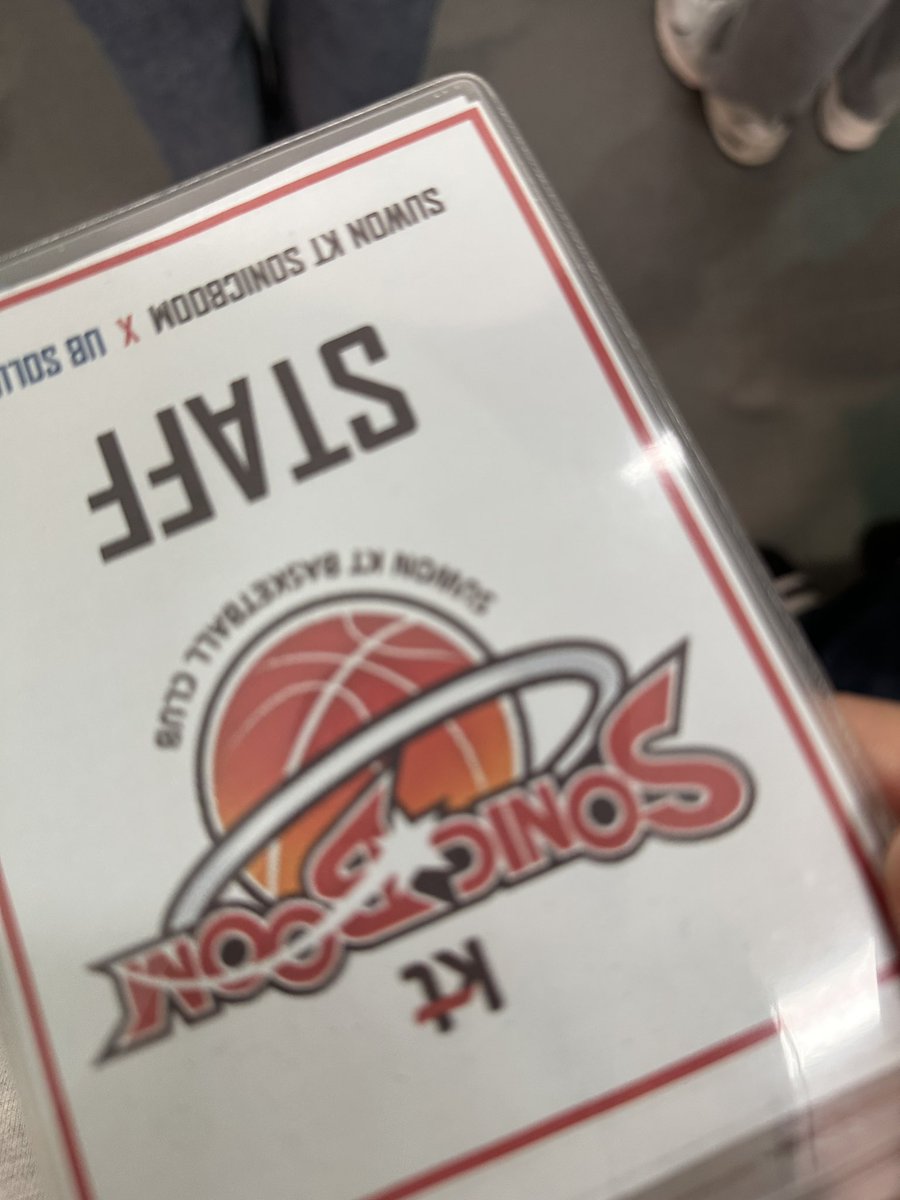 kt
SONICBOOM
SUWON KT BASKETBALL CLUB
STAFF
SUWON KT SONICBOOM X UB